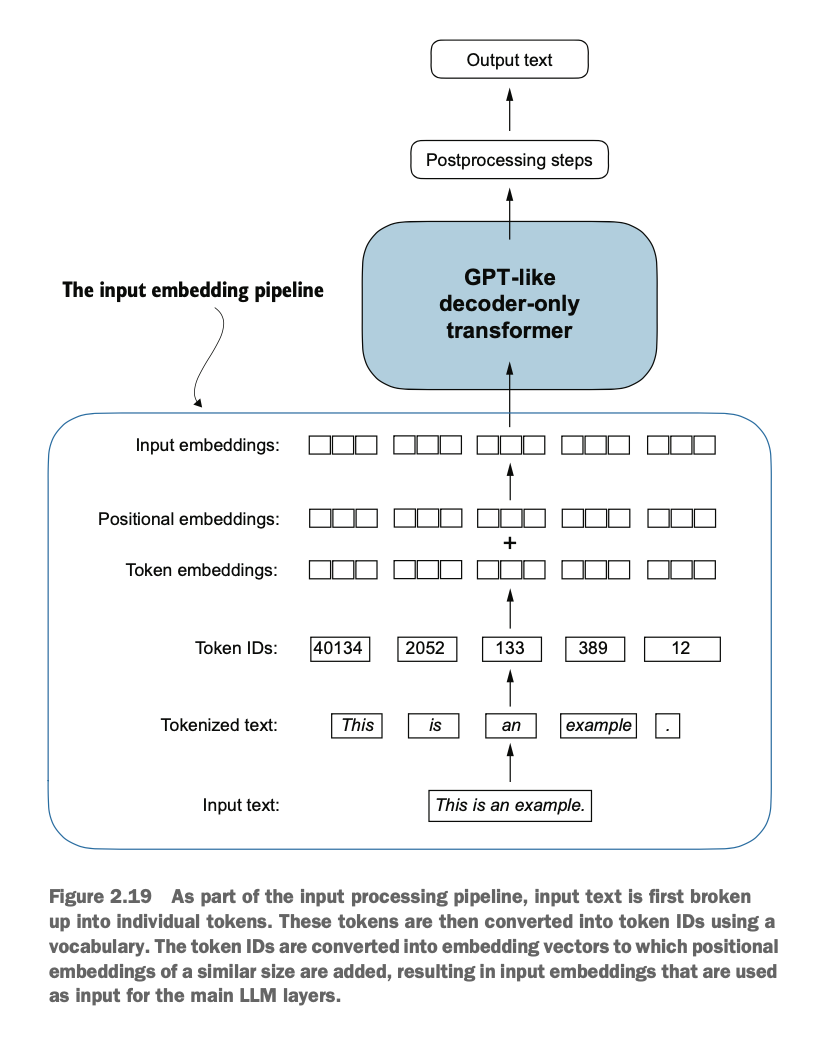 Output text
Postprocessing steps
GPT-like
decoder-only
transformer
The input embedding pipeline
Input embeddings:
Positional embeddings:
+
Token embeddings:
Token IDs: 40134 2052 133 389 12
Tokenized text: This is an example .
Input text: This is an example.
Figure 2.19 As part of the input processing pipeline, input text is first broken
up into individual tokens. These tokens are then converted into token IDs using a
vocabulary. The token IDs are converted into embedding vectors to which positional
embeddings of a similar size are added, resulting in input embeddings that are used
as input for the main LLM layers.